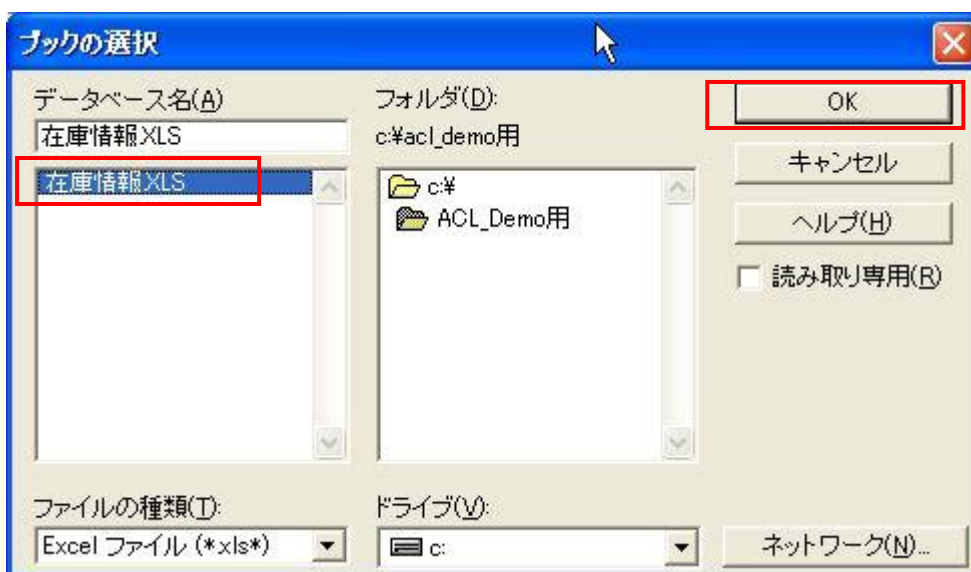 ブックの選択
データベース名(A)
在庫情報.XLS
在庫情報.XLS
フォルダ(D):
c:¥acl_demo用
c:¥
ACL_Demo用
OK
キャンセル
ヘルプ(H)
読み取り専用(R)
ファイルの種類(T):
Excel ファイル (*.xls*)
ドライブ(V):
c:
ネットワーク(N)...